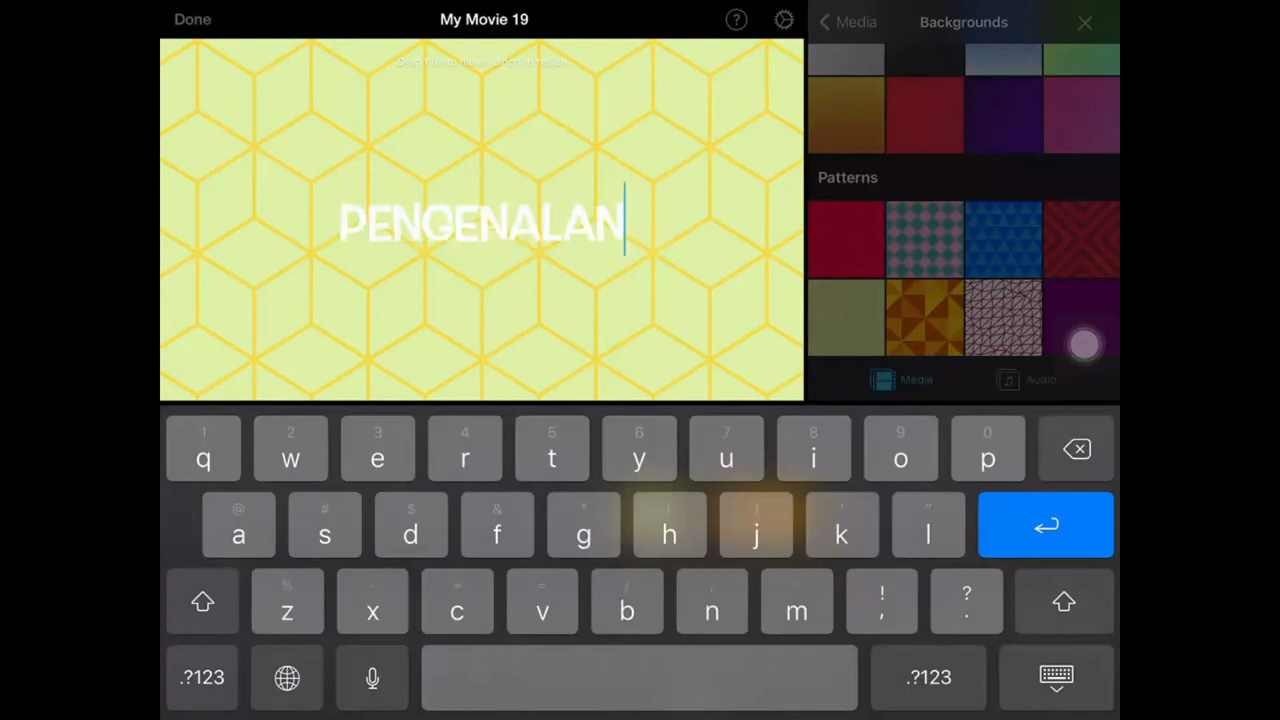 Done
My Movie 19
?
Media
Backgrounds
PENGENALAN
Patterns
Media
Audio
1 2 3 4 5 6 7 8 9 0
q w e r t y u i o p
@ # $ &
a s d f g h j k l
%
z x c v b n m ! , ? .
.?123
.?123